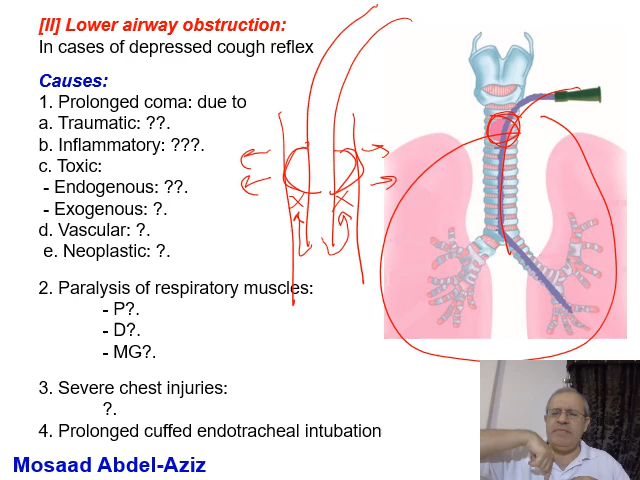 [II] Lower airway obstruction:
In cases of depressed cough reflex
Causes:
1. Prolonged coma: due to
a. Traumatic: ??.
b. Inflammatory: ???.
c. Toxic:
- Endogenous: ??.
- Exogenous: ?.
d. Vascular: ?.
e. Neoplastic: ?.
2. Paralysis of respiratory muscles:
- P?.
- D?.
- MG?.
3. Severe chest injuries:
?.
4. Prolonged cuffed endotracheal intubation
Mosaad Abdel-Aziz